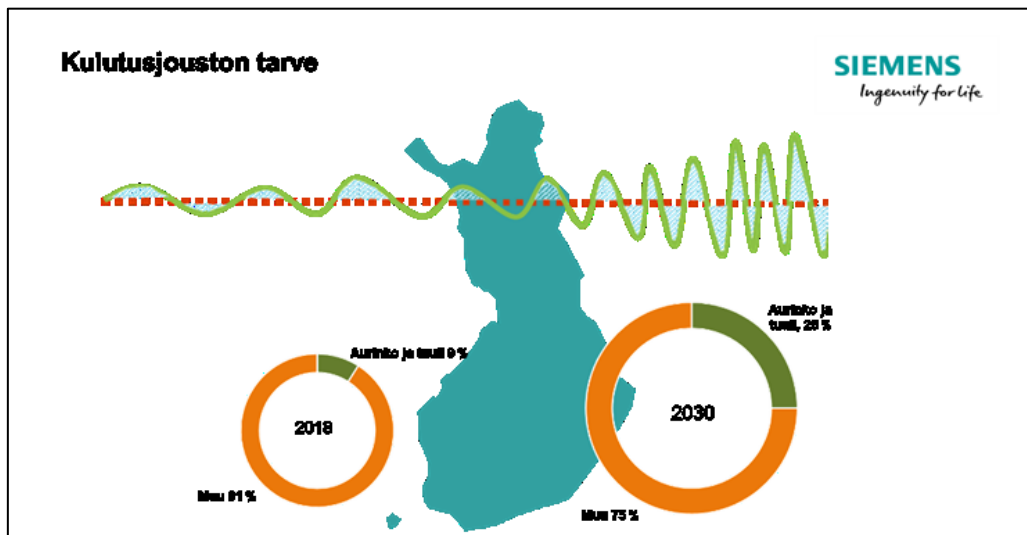 Kulutusjouston tarve
SIEMENS
Ingenuity for life
Aurinko ja
tuuli, 25 %
Aurinko ja tuuli 9 %
2018
2030
Muu 91 %
Muu 75 %